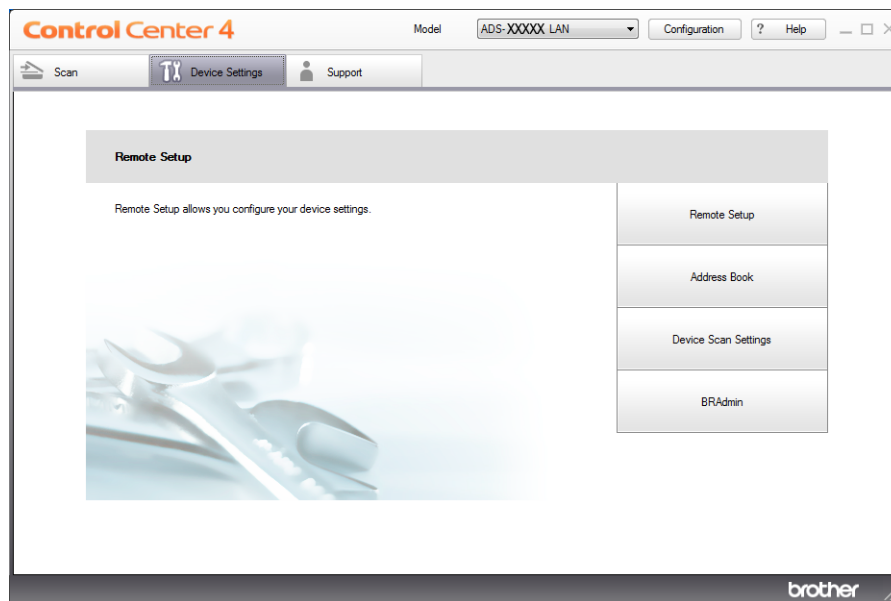 Control Center 4
Model
ADS-XXXXX LAN
Configuration
? Help
Scan
Device Settings
Support
Remote Setup
Remote Setup allows you configure your device settings.
Remote Setup
Address Book
Device Scan Settings
BRAdmin
brother